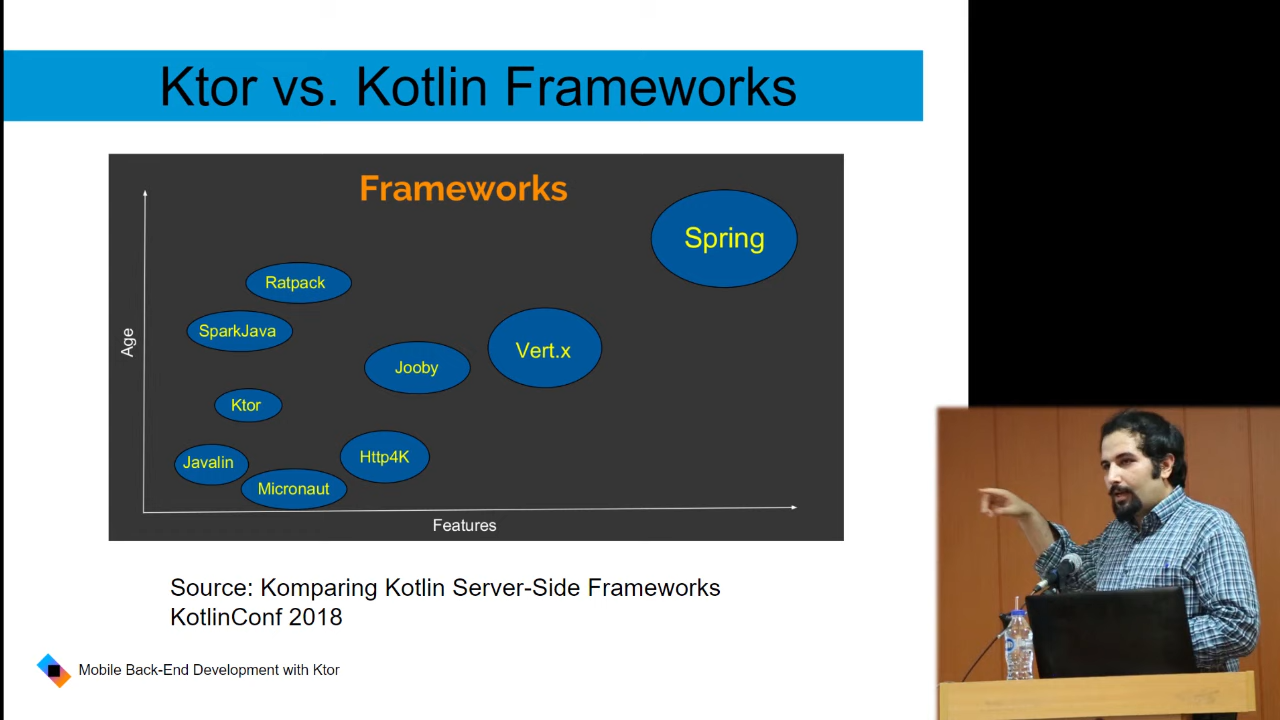 Ktor vs. Kotlin Frameworks
Frameworks
Spring
Ratpack
SparkJava
Vert.x
Jooby
Age
Ktor
Http4K
Javalin
Micronaut
Features
Source: Komparing Kotlin Server-Side Frameworks
KotlinConf 2018
Mobile Back-End Development with Ktor